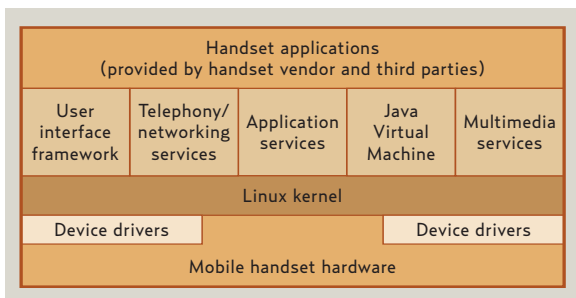 Handset applications
(provided by handset vendor and third parties)
User
interface
framework
Telephony/
networking
services
Application
services
Java
Virtual
Machine
Multimedia
services
Linux kernel
Device drivers
Device drivers
Mobile handset hardware